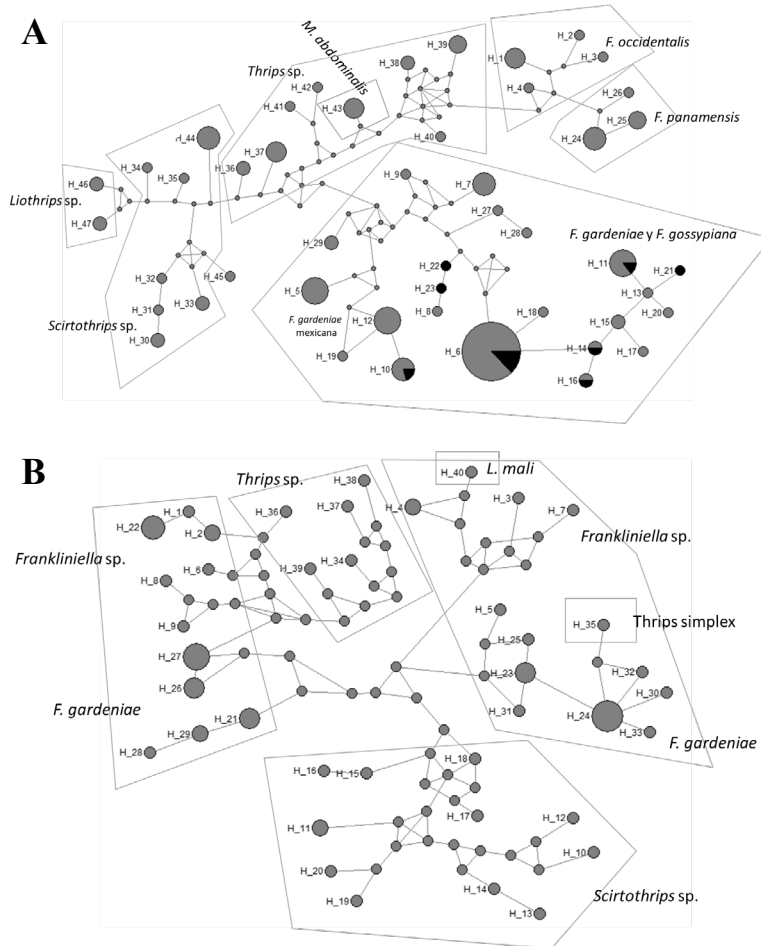 A
M. abdominalis
Thrips sp.
F. occidentalis
F. panamensis
Liothrips sp.
Scirtothrips sp.
F. gardeniae y F. gossypiana
F. gardeniae
mexicana
H_39
H_38
H_42
H_43
H_41
H_40
H_37
H_36
H_44
H_34
H_35
H_46
H_47
H_32
H_45
H_31
H_33
H_30
H_2
H_1
H_3
H_4
H_26
H_25
H_24
H_9
H_7
H_27
H_28
H_29
H_22
H_23
H_8
H_5
H_12
H_19
H_10
H_6
H_18
H_11
H_21
H_13
H_20
H_15
H_14
H_17
H_16
B
Thrips sp.
L. mali
Frankliniella sp.
Frankliniella sp.
Thrips simplex
F. gardeniae
F. gardeniae
Scirtothrips sp.
H_38
H_40
H_1
H_36
H_37
H_22
H_2
H_4
H_3
H_7
H_6
H_8
H_39
H_34
H_9
H_27
H_26
H_21
H_29
H_28
H_5
H_25
H_23
H_31
H_35
H_32
H_30
H_24
H_33
H_18
H_16
H_15
H_17
H_11
H_12
H_10
H_20
H_19
H_14
H_13